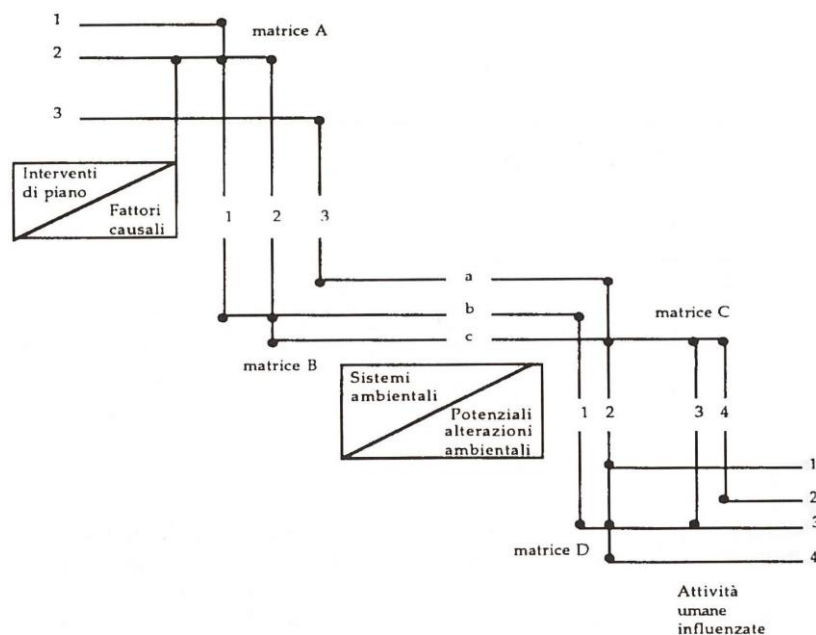 1
matrice A
2
3
Interventi
di piano
Fattori
causali
1 2 3
a
b
matrice C
c
matrice B
Sistemi
ambientali
Potenziali
alterazioni
ambientali
1 2 3 4
1
2
3
matrice D
4
Attività
umane
influenzate